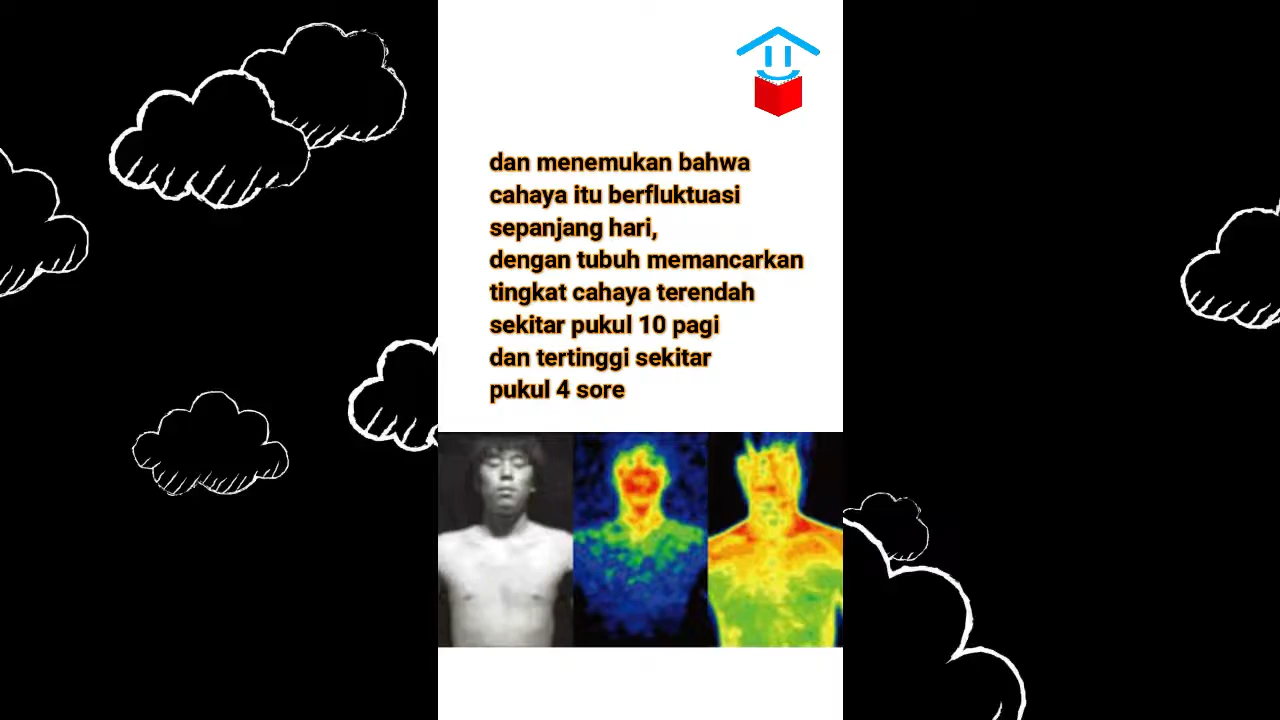 dan menemukan bahwa
cahaya itu berfluktuasi
sepanjang hari,
dengan tubuh memancarkan
tingkat cahaya terendah
sekitar pukul 10 pagi
dan tertinggi sekitar
pukul 4 sore